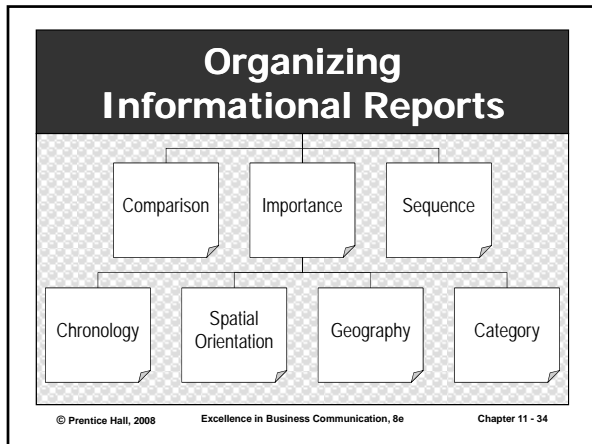 Organizing
Informational Reports
Comparison
Importance
Sequence
Chronology
Spatial
Orientation
Geography
Category
© Prentice Hall, 2008 Excellence in Business Communication, 8e Chapter 11 - 34